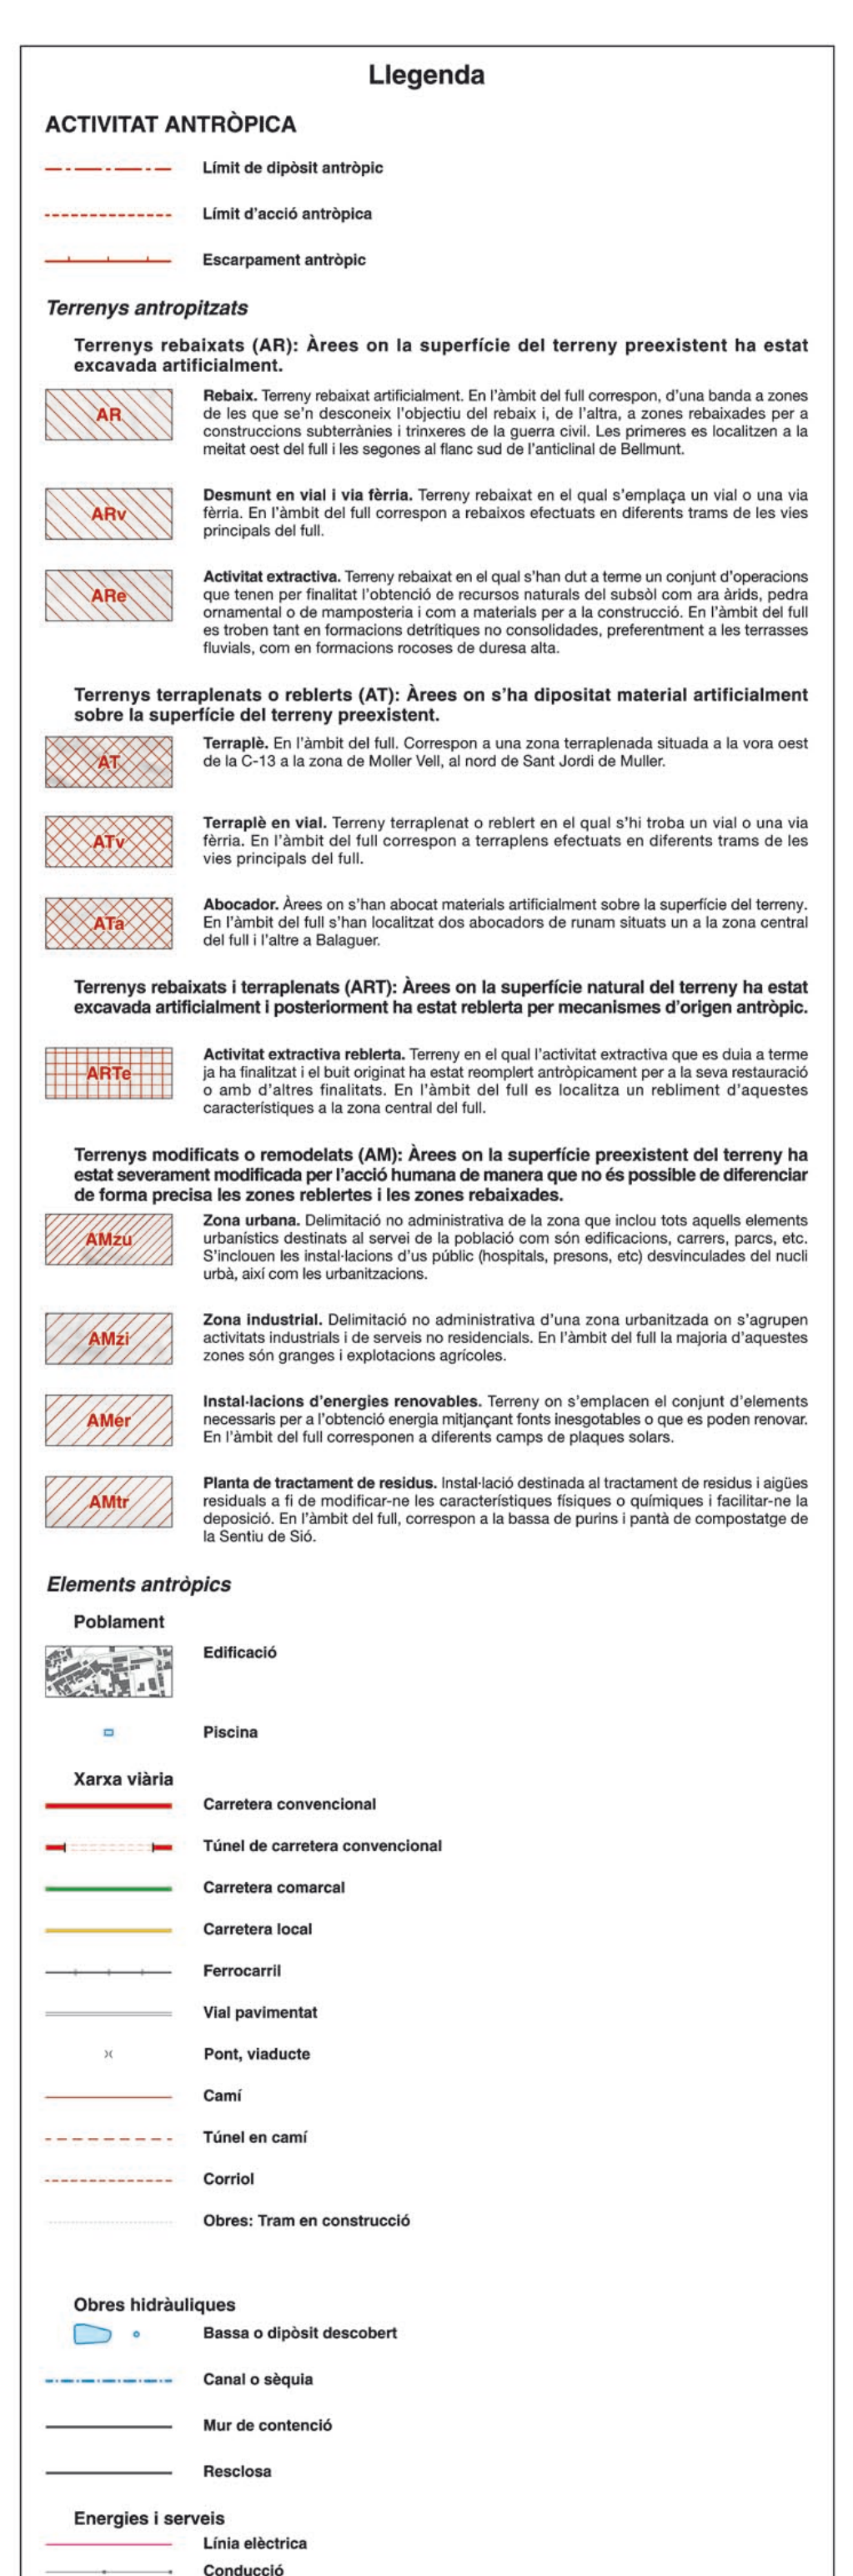 Llegenda
ACTIVITAT ANTRÒPICA
Límit de dipòsit antròpic
Límit d'acció antròpica
Escarpament antròpic
Terrenys antropitzats
Terrenys rebaixats (AR): Àrees on la superfície del terreny preexistent ha estat
excavada artificialment.
AR
Rebaix. Terreny rebaixat artificialment. En l'àmbit del full correspon, d'una banda a zones
de les que se'n desconeix l'objectiu del rebaix i, de l'altra, a zones rebaixades per a
construccions subterrànies i trinxeres de la guerra civil. Les primeres es localitzen a la
meitat oest del full i les segones al flanc sud de l'anticlinal de Bellmunt.
ARv
Desmunt en vial i via fèrria. Terreny rebaixat en el qual s'emplaça un vial o una via
fèrria. En l'àmbit del full correspon a rebaixos efectuats en diferents trams de les vies
principals del full.
ARe
Activitat extractiva. Terreny rebaixat en el qual s'han dut a terme un conjunt d'operacions
que tenen per finalitat l'obtenció de recursos naturals del subsòl com ara àrids, pedra
ornamental o de mamposteria i com a materials per a la construcció. En l'àmbit del full
es troben tant en formacions detrítiques no consolidades, preferentment a les terrasses
fluvials, com en formacions rocoses de duresa alta.
Terrenys terraplenats o reblerts (AT): Àrees on s'ha dipositat material artificialment
sobre la superfície del terreny preexistent.
AT
Terraplè. En l'àmbit del full. Correspon a una zona terraplenada situada a la vora oest
de la C-13 a la zona de Moller Vell, al nord de Sant Jordi de Muller.
ATv
Terraplè en vial. Terreny terraplenat o reblert en el qual s'hi troba un vial o una via
fèrria. En l'àmbit del full correspon a terraplens efectuats en diferents trams de les
vies principals del full.
ATa
Abocador. Àrees on s'han abocat materials artificialment sobre la superfície del terreny.
En l'àmbit del full s'han localitzat dos abocadors de runam situats un a la zona central
del full i l'altre a Balaguer.
Terrenys rebaixats i terraplenats (ART): Àrees on la superfície natural del terreny ha estat
excavada artificialment i posteriorment ha estat reblerta per mecanismes d'origen antròpic.
ARTe
Activitat extractiva reblerta. Terreny en el qual l'activitat extractiva que es duia a terme
ja ha finalitzat i el buit originat ha estat reomplert antròpicament per a la seva restauració
o amb d'altres finalitats. En l'àmbit del full es localitza un rebliment d'aquestes
característiques a la zona central del full.
Terrenys modificats o remodelats (AM): Àrees on la superfície preexistent del terreny ha
estat severament modificada per l'acció humana de manera que no és possible de diferenciar
de forma precisa les zones reblertes i les zones rebaixades.
AMzu
Zona urbana. Delimitació no administrativa de la zona que inclou tots aquells elements
urbanístics destinats al servei de la població com són edificacions, carrers, parcs, etc.
S'inclouen les instal·lacions d'us públic (hospitals, presons, etc) desvinculades del nucli
urbà, així com les urbanitzacions.
AMzi
Zona industrial. Delimitació no administrativa d'una zona urbanitzada on s'agrupen
activitats industrials i de serveis no residencials. En l'àmbit del full la majoria d'aquestes
zones són granges i explotacions agrícoles.
AMer
Instal·lacions d'energies renovables. Terreny on s'emplacen el conjunt d'elements
necessaris per a l'obtenció energia mitjançant fonts inesgotables o que es poden renovar.
En l'àmbit del full corresponen a diferents camps de plaques solars.
AMtr
Planta de tractament de residus. Instal·lació destinada al tractament de residus i aigües
residuals a fi de modificar-ne les característiques físiques o químiques i facilitar-ne la
deposició. En l'àmbit del full, correspon a la bassa de purins i pantà de compostatge de
la Sentiu de Sió.
Elements antròpics
Poblament
Edificació
Piscina
Xarxa viària
Carretera convencional
Túnel de carretera convencional
Carretera comarcal
Carretera local
Ferrocarril
Vial pavimentat
Pont, viaducte
Camí
Túnel en camí
Corriol
Obres: Tram en construcció
Obres hidràuliques
Bassa o dipòsit descobert
Canal o sèquia
Mur de contenció
Resclosa
Energies i serveis
Línia elèctrica
Conducció